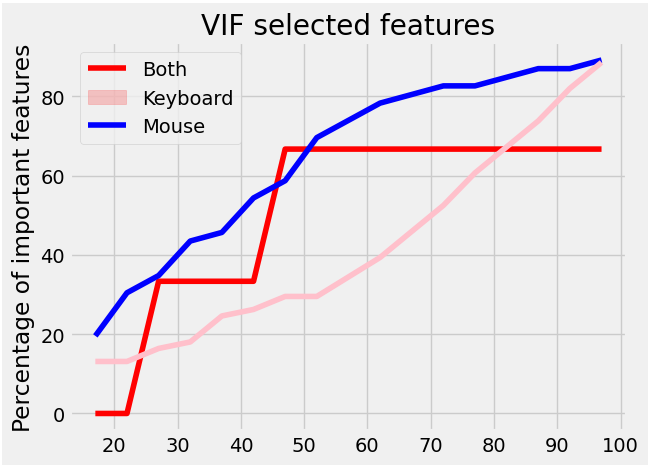 VIF selected features
Percentage of important features
Both
Keyboard
Mouse
80
60
40
20
0
20 30 40 50 60 70 80 90 100